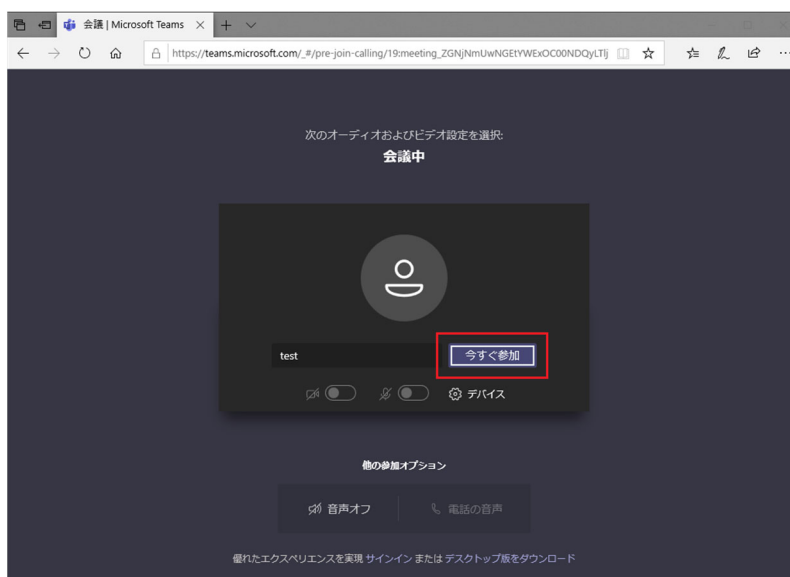 会議 | Microsoft Teams
https://teams.microsoft.com/_#/pre-join-calling/19:meeting_ZGNjNmUwNGEtYWExOC00NDQyLTlj
次のオーディオおよびビデオ設定を選択:
会議中
test 今すぐ参加
デバイス
他の参加オプション
音声オフ 電話の音声
優れたエクスペリエンスを実現 サインイン または デスクトップ版をダウンロード